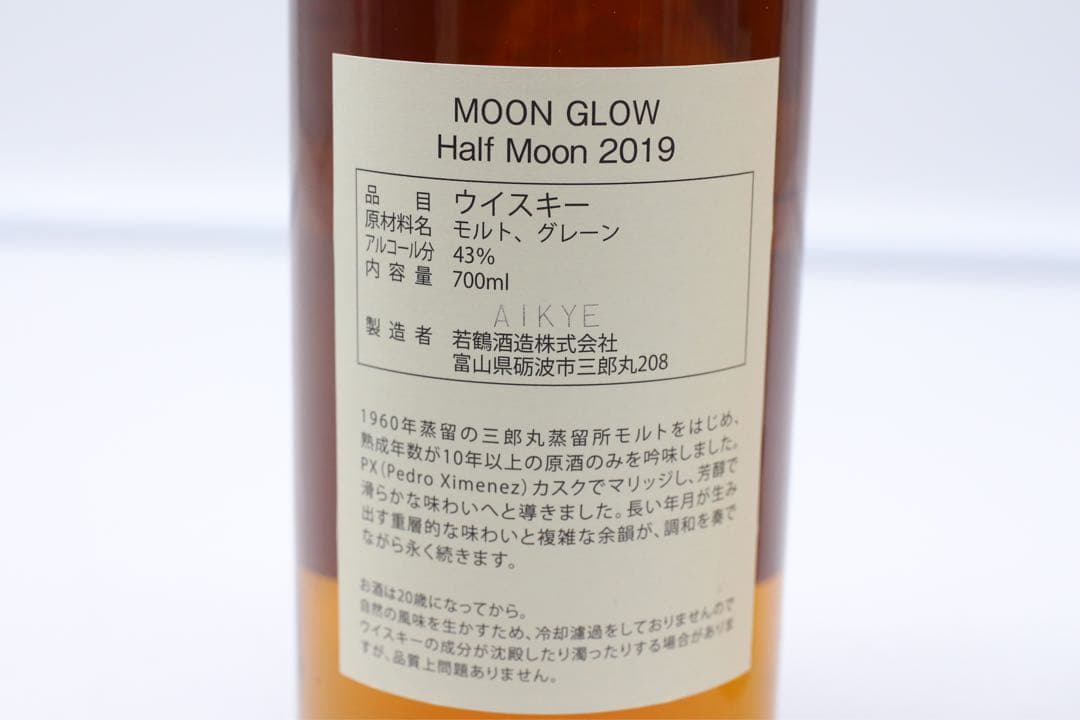 MOON GLOW
Half Moon 2019
品目 ウイスキー
原材料名 モルト、グレーン
アルコール分 43%
内容量 700ml
AIKYE
製造者 若鶴酒造株式会社
富山県砺波市三郎丸208
1960年蒸留の三郎丸蒸留所モルトをはじめ、
熟成年数が10年以上の原酒のみを吟味しました。
PX(Pedro Ximenez)カスクでマリッジし、芳醇で
滑らかな味わいへと導きました。長い年月が生み
出す重層的な味わいと複雑な余韻が、調和を奏で
ながら永く続きます。
お酒は20歳になってから。
自然の風味を生かすため、冷却濾過をしておりませんので
ウイスキーの成分が沈殿したり濁ったりする場合がありま
すが、品質上問題ありません。